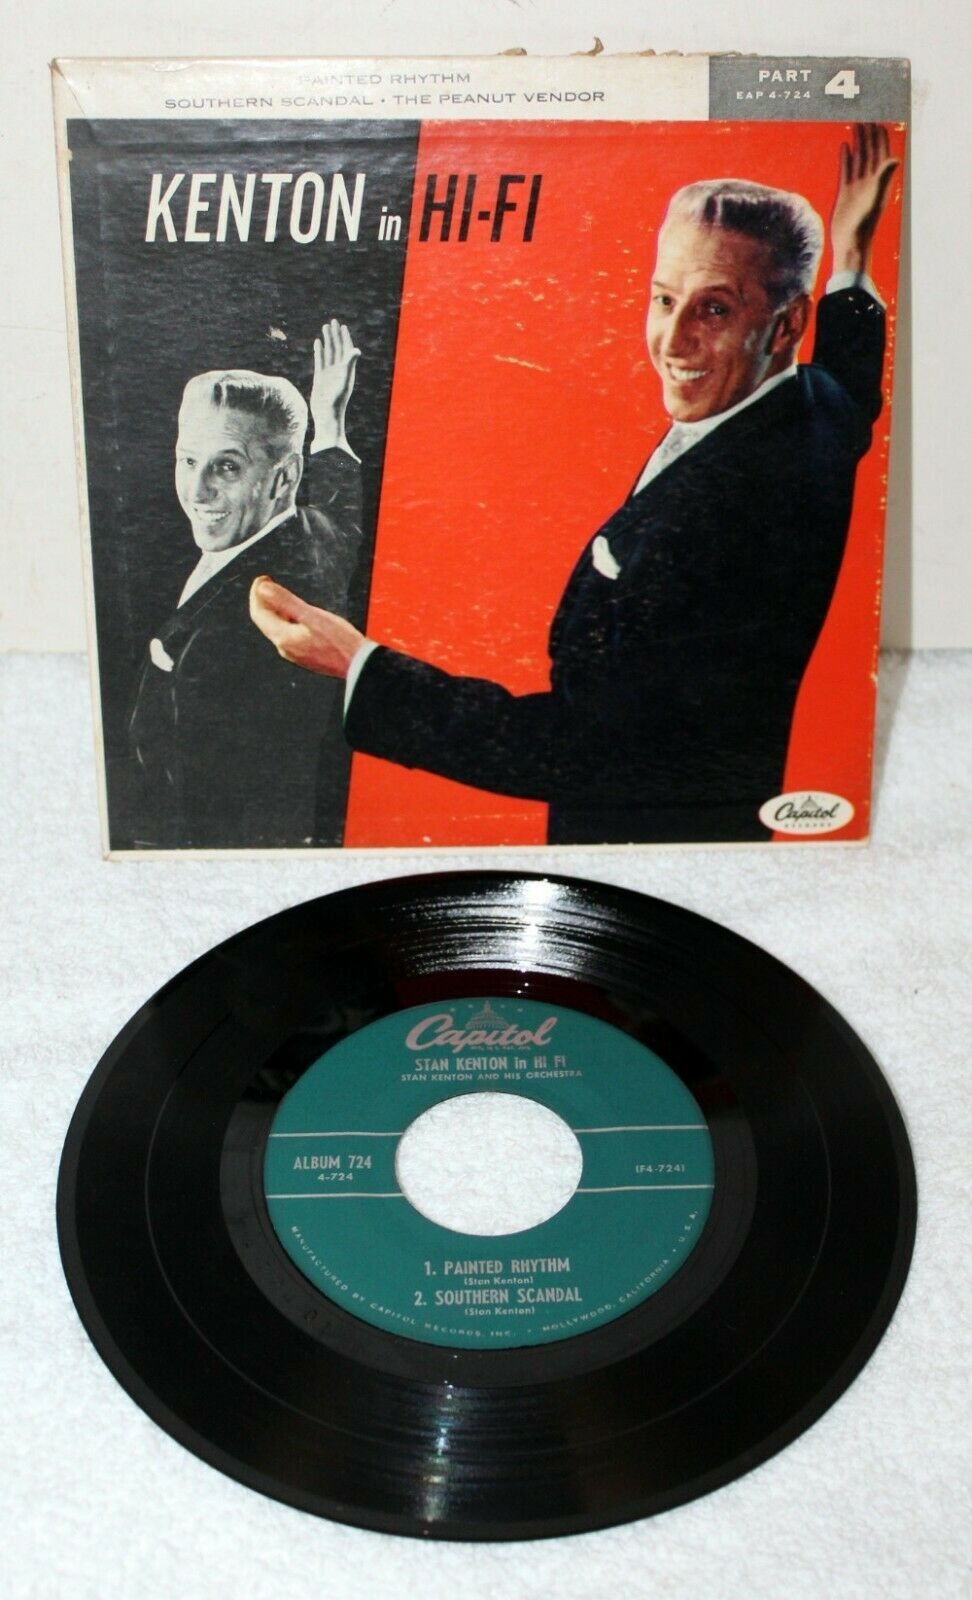 PAINTED RHYTHM
SOUTHERN SCANDAL • THE PEANUT VENDOR
PART 4
EAP 4-724
KENTON in HI-FI
Capitol
RECORDS
Capitol
STAN KENTON in HI FI
STAN KENTON AND HIS ORCHESTRA
ALBUM 724
4-724
(F4-724)
1. PAINTED RHYTHM
(Stan Kenton)
2. SOUTHERN SCANDAL
(Stan Kenton)
MANUFACTURED BY CAPITOL RECORDS, INC. • HOLLYWOOD, CALIFORNIA • U.S.A.